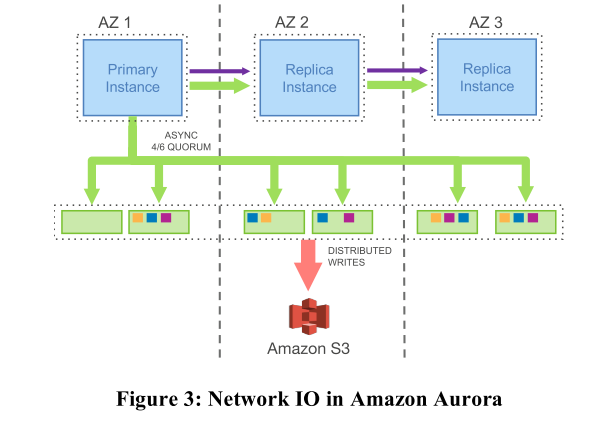 AZ 1
AZ 2
AZ 3
Primary
Instance
Replica
Instance
Replica
Instance
ASYNC
4/6 QUORUM
DISTRIBUTED
WRITES
Amazon S3
Figure 3: Network IO in Amazon Aurora